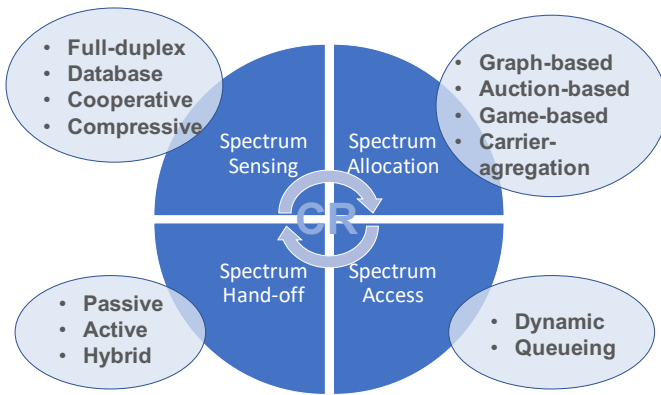 • Full-duplex
• Database
• Cooperative
• Compressive
• Graph-based
• Auction-based
• Game-based
• Carrier-
agregation
Spectrum
Sensing
Spectrum
Allocation
CR
Spectrum
Hand-off
Spectrum
Access
• Passive
• Active
• Hybrid
• Dynamic
• Queueing